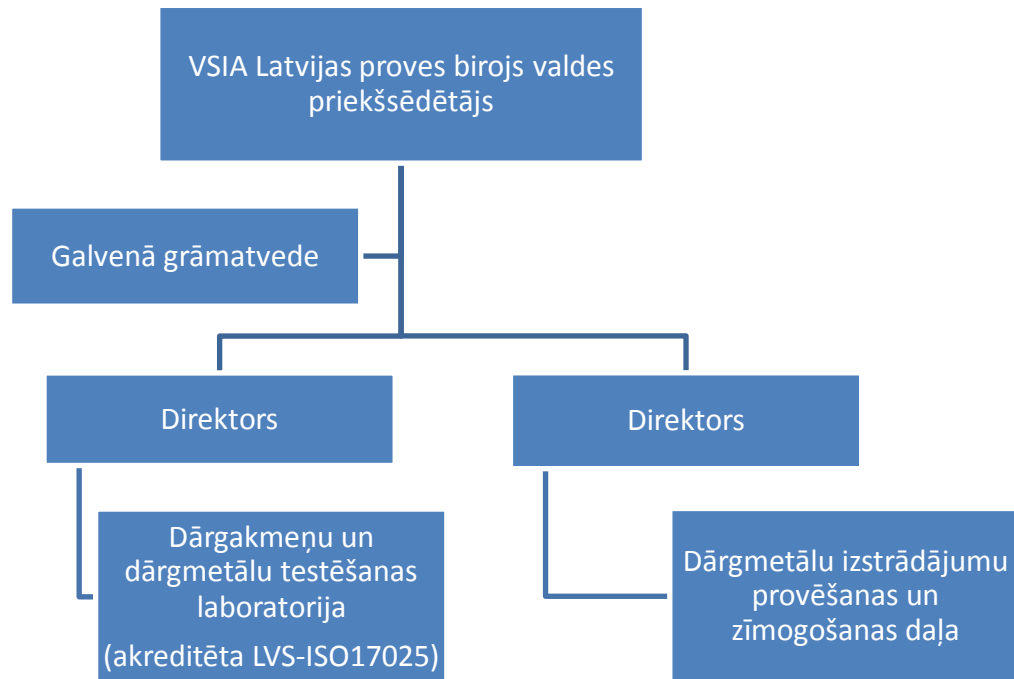 VSIA Latvijas proves birojs valdes
priekšsēdētājs
Galvenā grāmatvede
Direktors
Direktors
Dārgakmeņu un
dārgmetālu testēšanas
laboratorija
(akreditēta LVS-ISO17025)
Dārgmetālu izstrādājumu
provēšanas un
zīmogošanas daļa